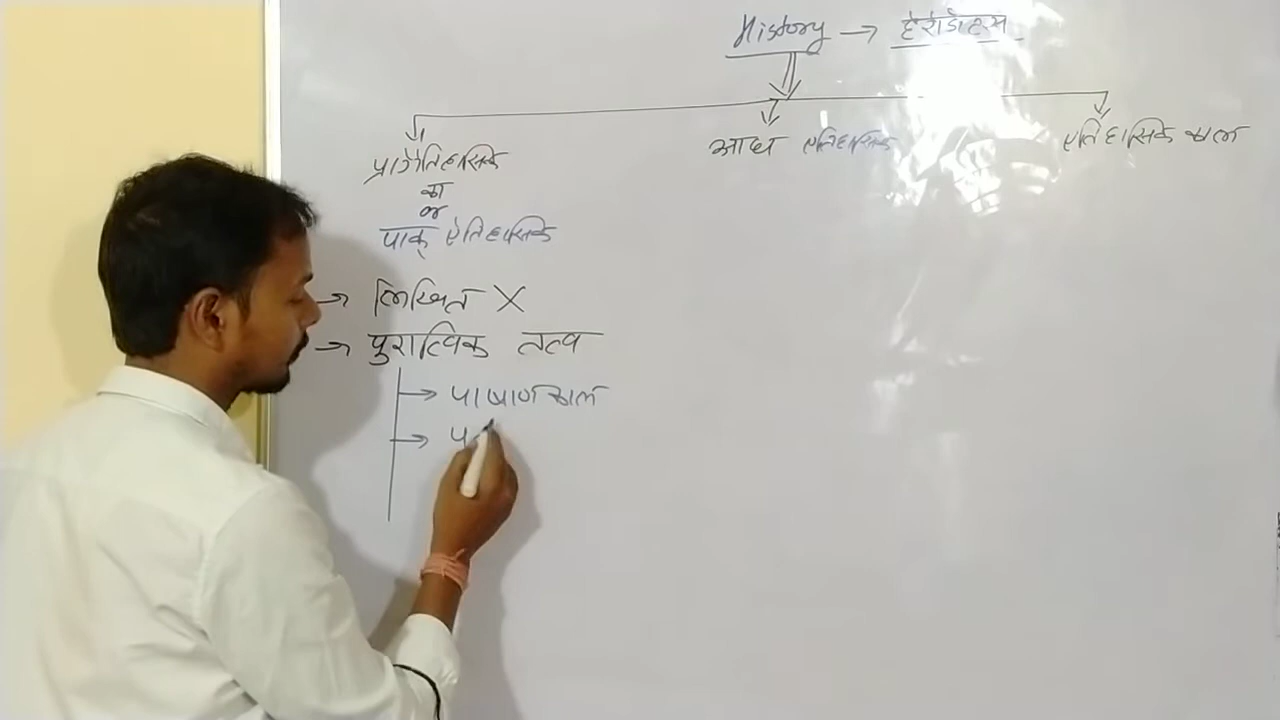 History → हेरोडोटस
प्रागैतिहासिक
का
or
पाक् ऐतिहासिक
आद्य ऐतिहासिक
ऐतिहासिक काल
→ लिखित X
→ पुरात्विक तत्व
→ पाषाण काल
→ प